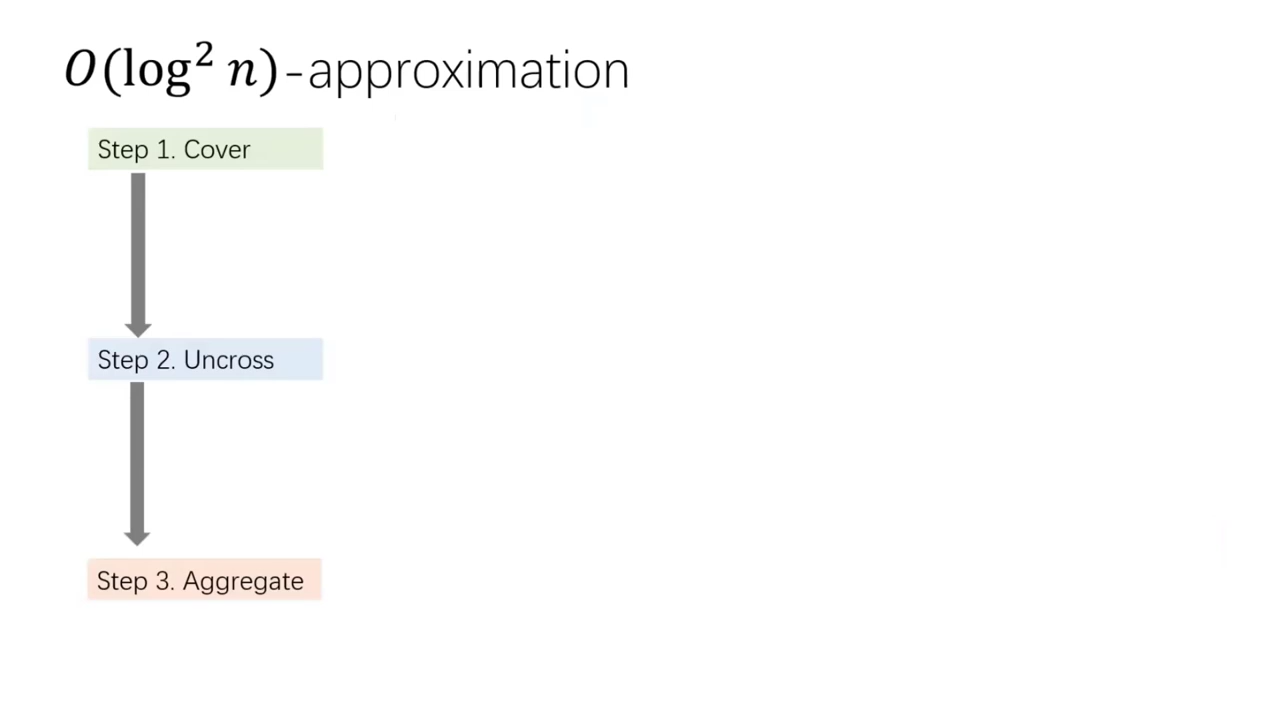 O(log² n)-approximation
Step 1. Cover
Step 2. Uncross
Step 3. Aggregate